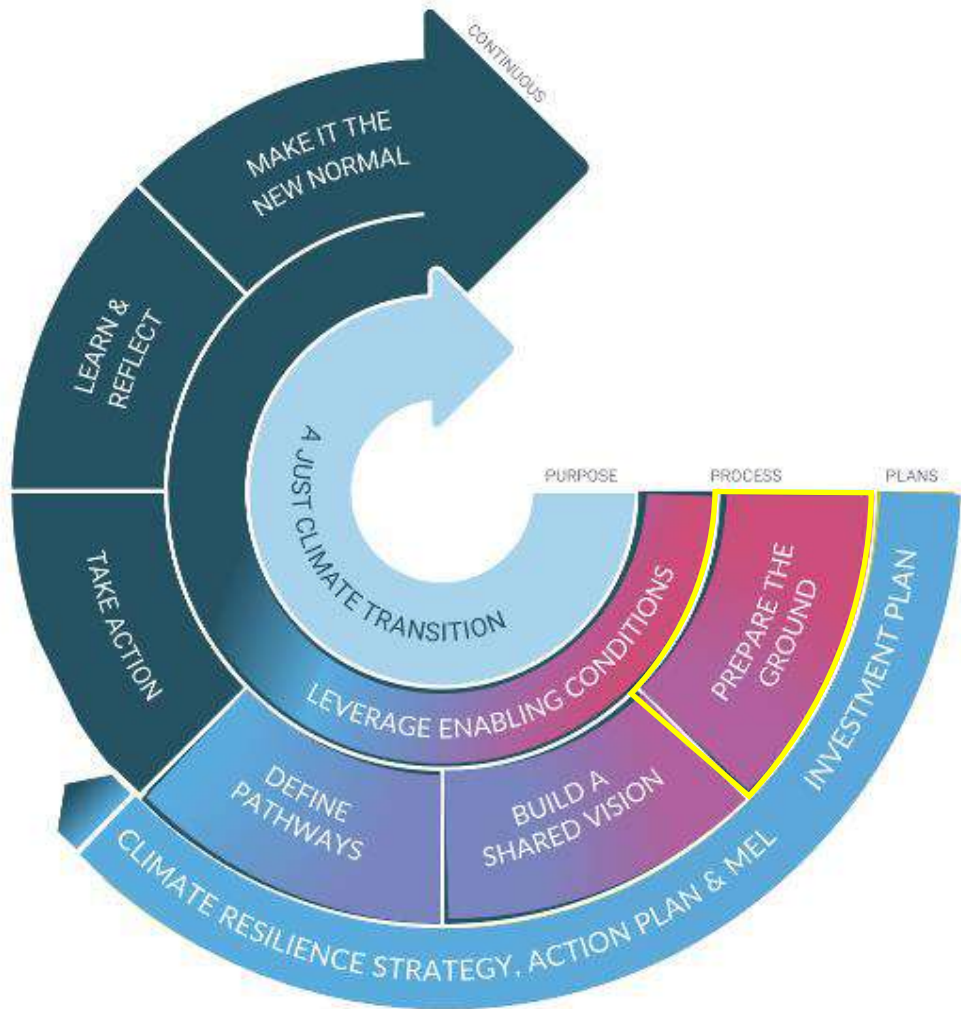 CONTINUOUS
MAKE IT THE
NEW NORMAL
LEARN &
REFLECT
TAKE ACTION
A JUST CLIMATE TRANSITION
PURPOSE
PROCESS
PLANS
LEVERAGE ENABLING CONDITIONS
PREPARE THE
GROUND
BUILD A
SHARED VISION
DEFINE
PATHWAYS
CLIMATE RESILIENCE STRATEGY, ACTION PLAN & MEL
INVESTMENT PLAN